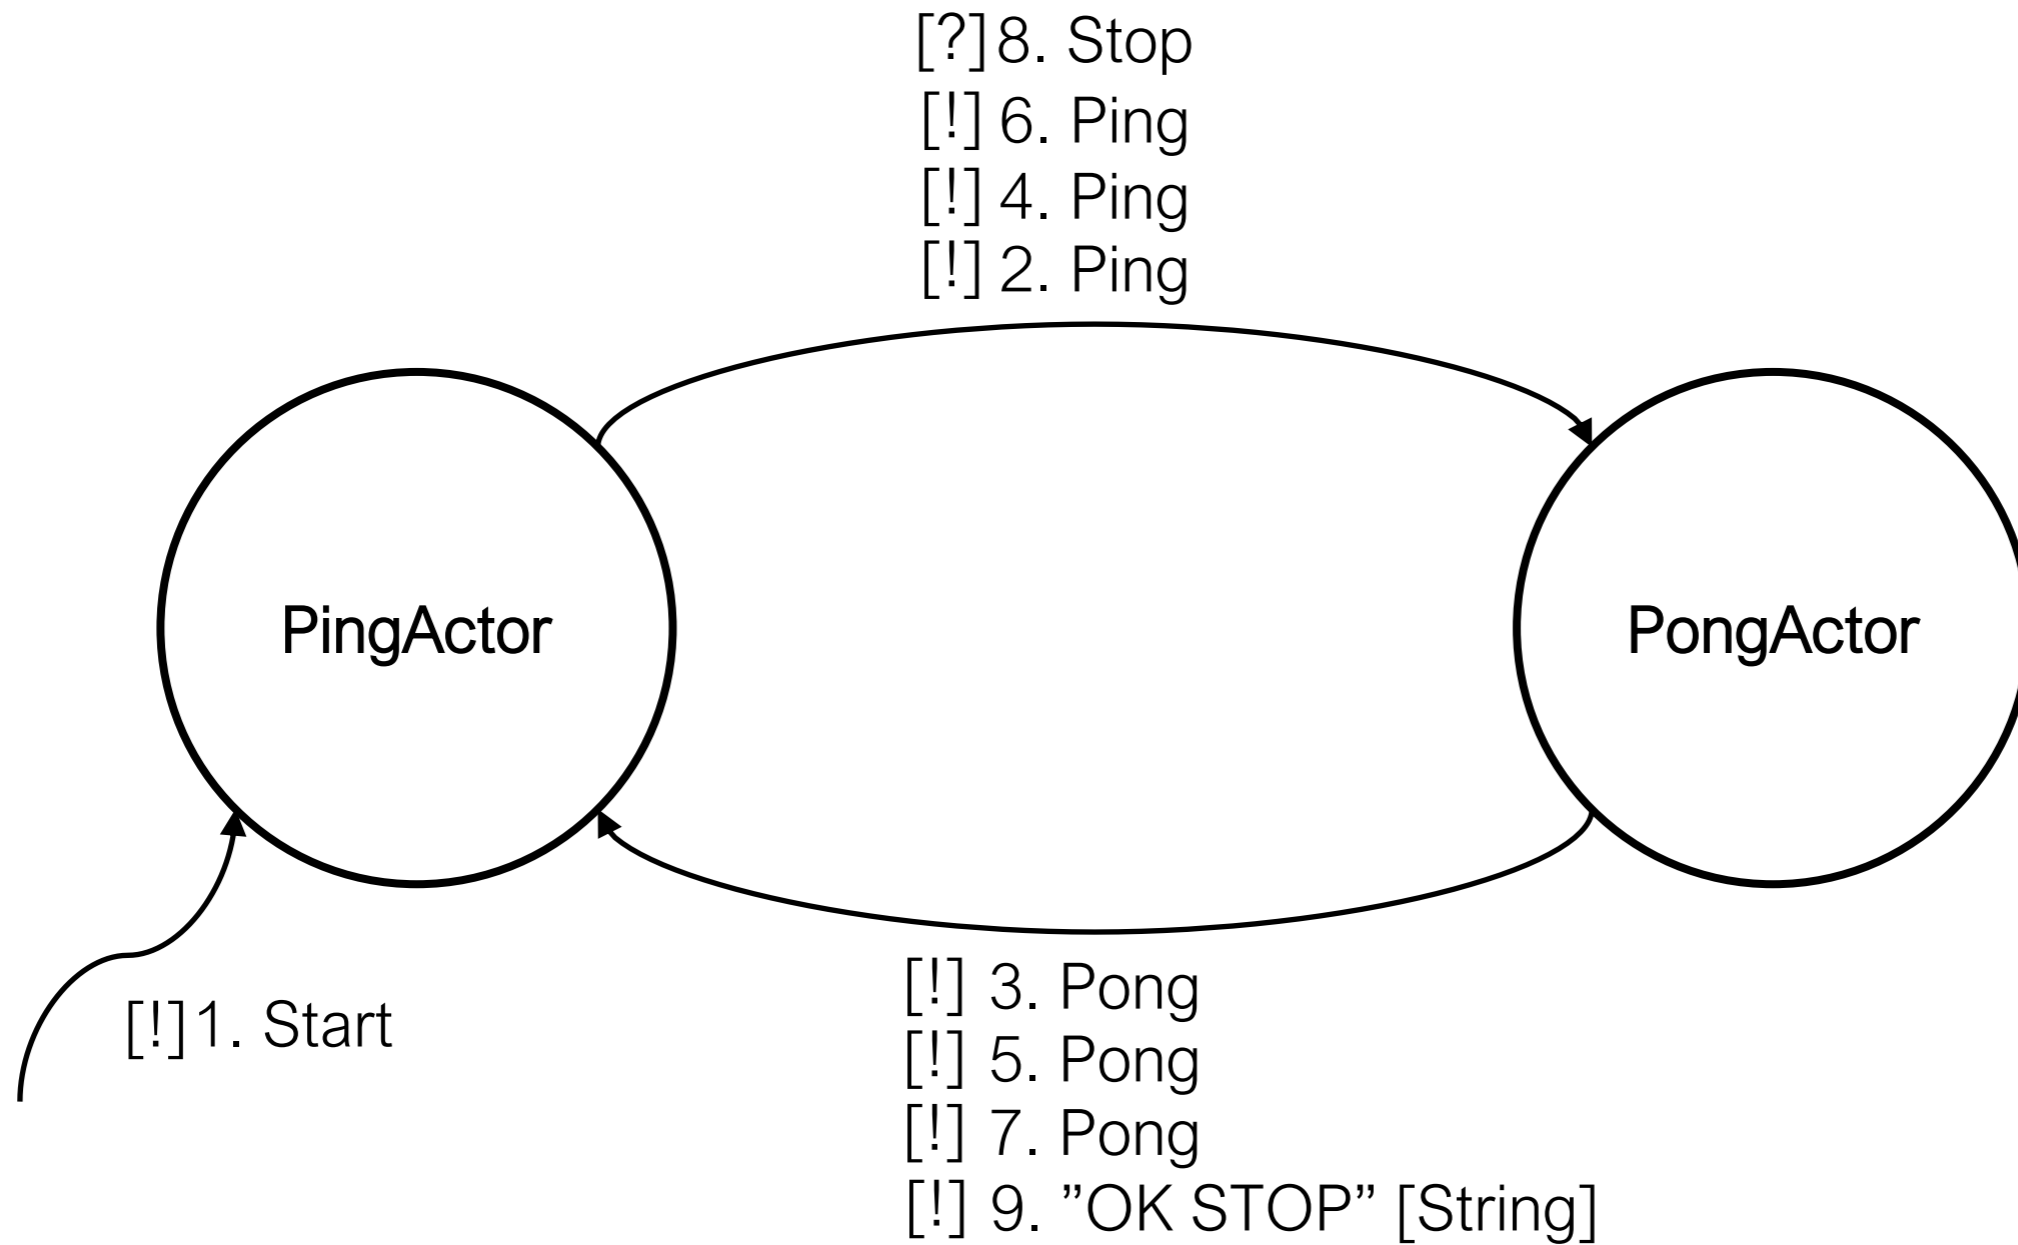 [?] 8. Stop
[!] 6. Ping
[!] 4. Ping
[!] 2. Ping
PingActor
PongActor
[!] 1. Start
[!] 3. Pong
[!] 5. Pong
[!] 7. Pong
[!] 9. ”OK STOP” [String]